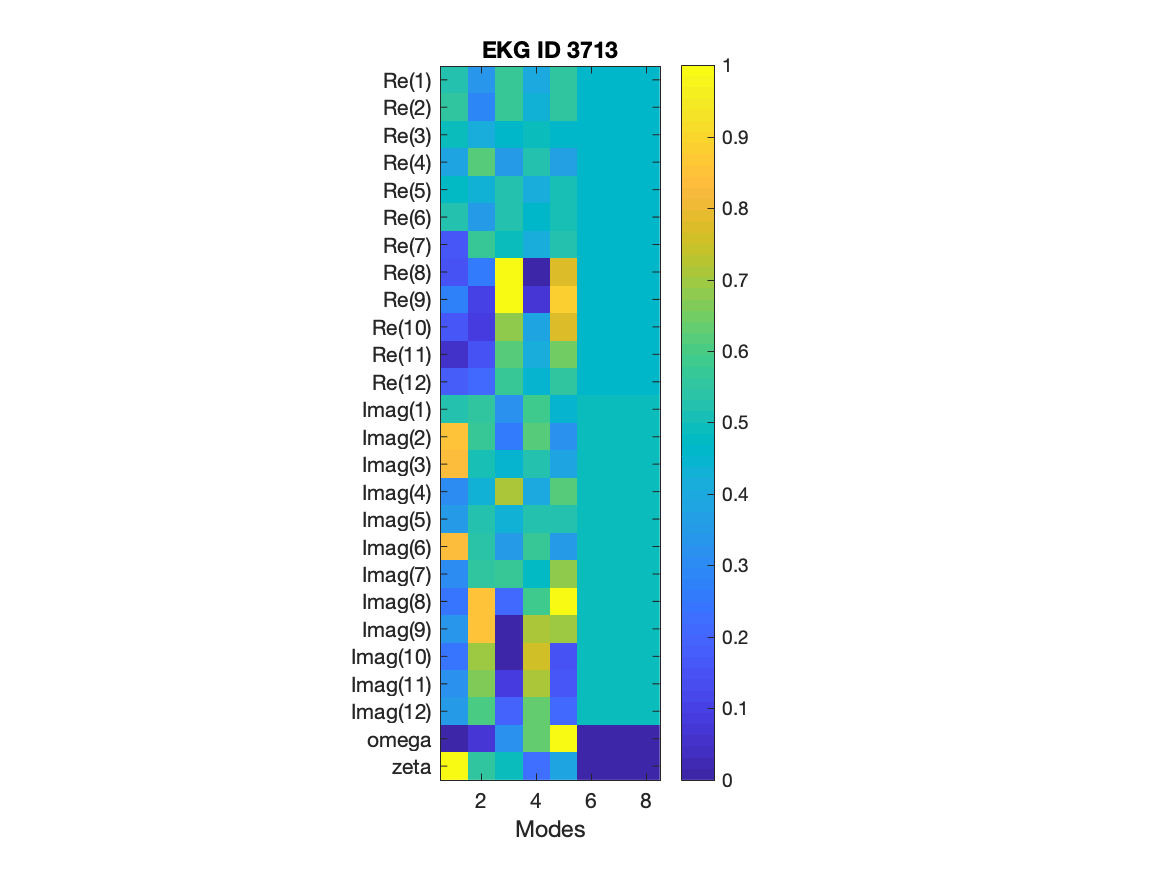 EKG ID 3713
Re(1)
Re(2)
Re(3)
Re(4)
Re(5)
Re(6)
Re(7)
Re(8)
Re(9)
Re(10)
Re(11)
Re(12)
Imag(1)
Imag(2)
Imag(3)
Imag(4)
Imag(5)
Imag(6)
Imag(7)
Imag(8)
Imag(9)
Imag(10)
Imag(11)
Imag(12)
omega
zeta
2 4 6 8
Modes
1
0.9
0.8
0.7
0.6
0.5
0.4
0.3
0.2
0.1
0